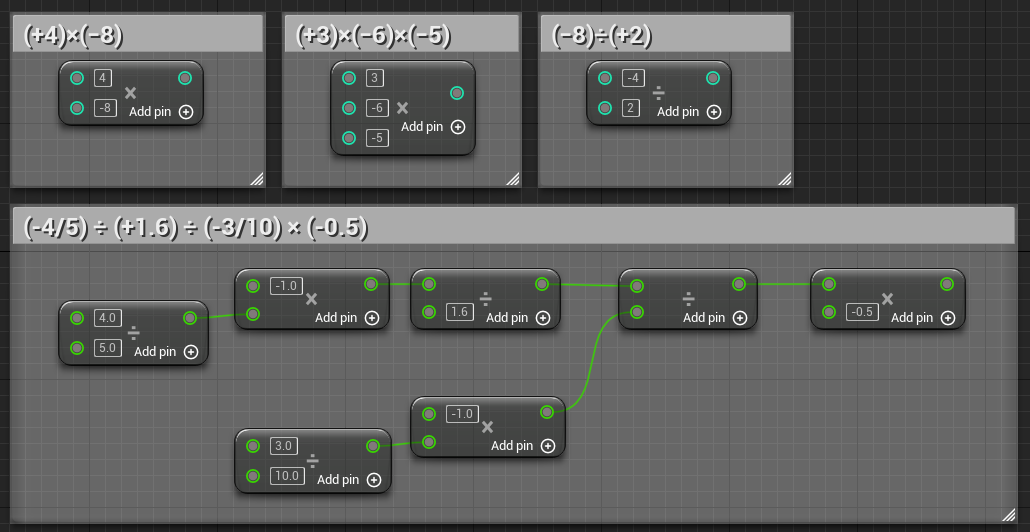 (+4)×(−8)
4
-8
×
Add pin
(+3)×(−6)×(−5)
3
-6
×
-5
Add pin
(−8)÷(+2)
-4
2
÷
Add pin
(-4/5) ÷ (+1.6) ÷ (-3/10) × (-0.5)
4.0
5.0
÷
Add pin
-1.0
×
Add pin
1.6
÷
Add pin
÷
Add pin
-0.5
×
Add pin
3.0
10.0
÷
Add pin
-1.0
×
Add pin